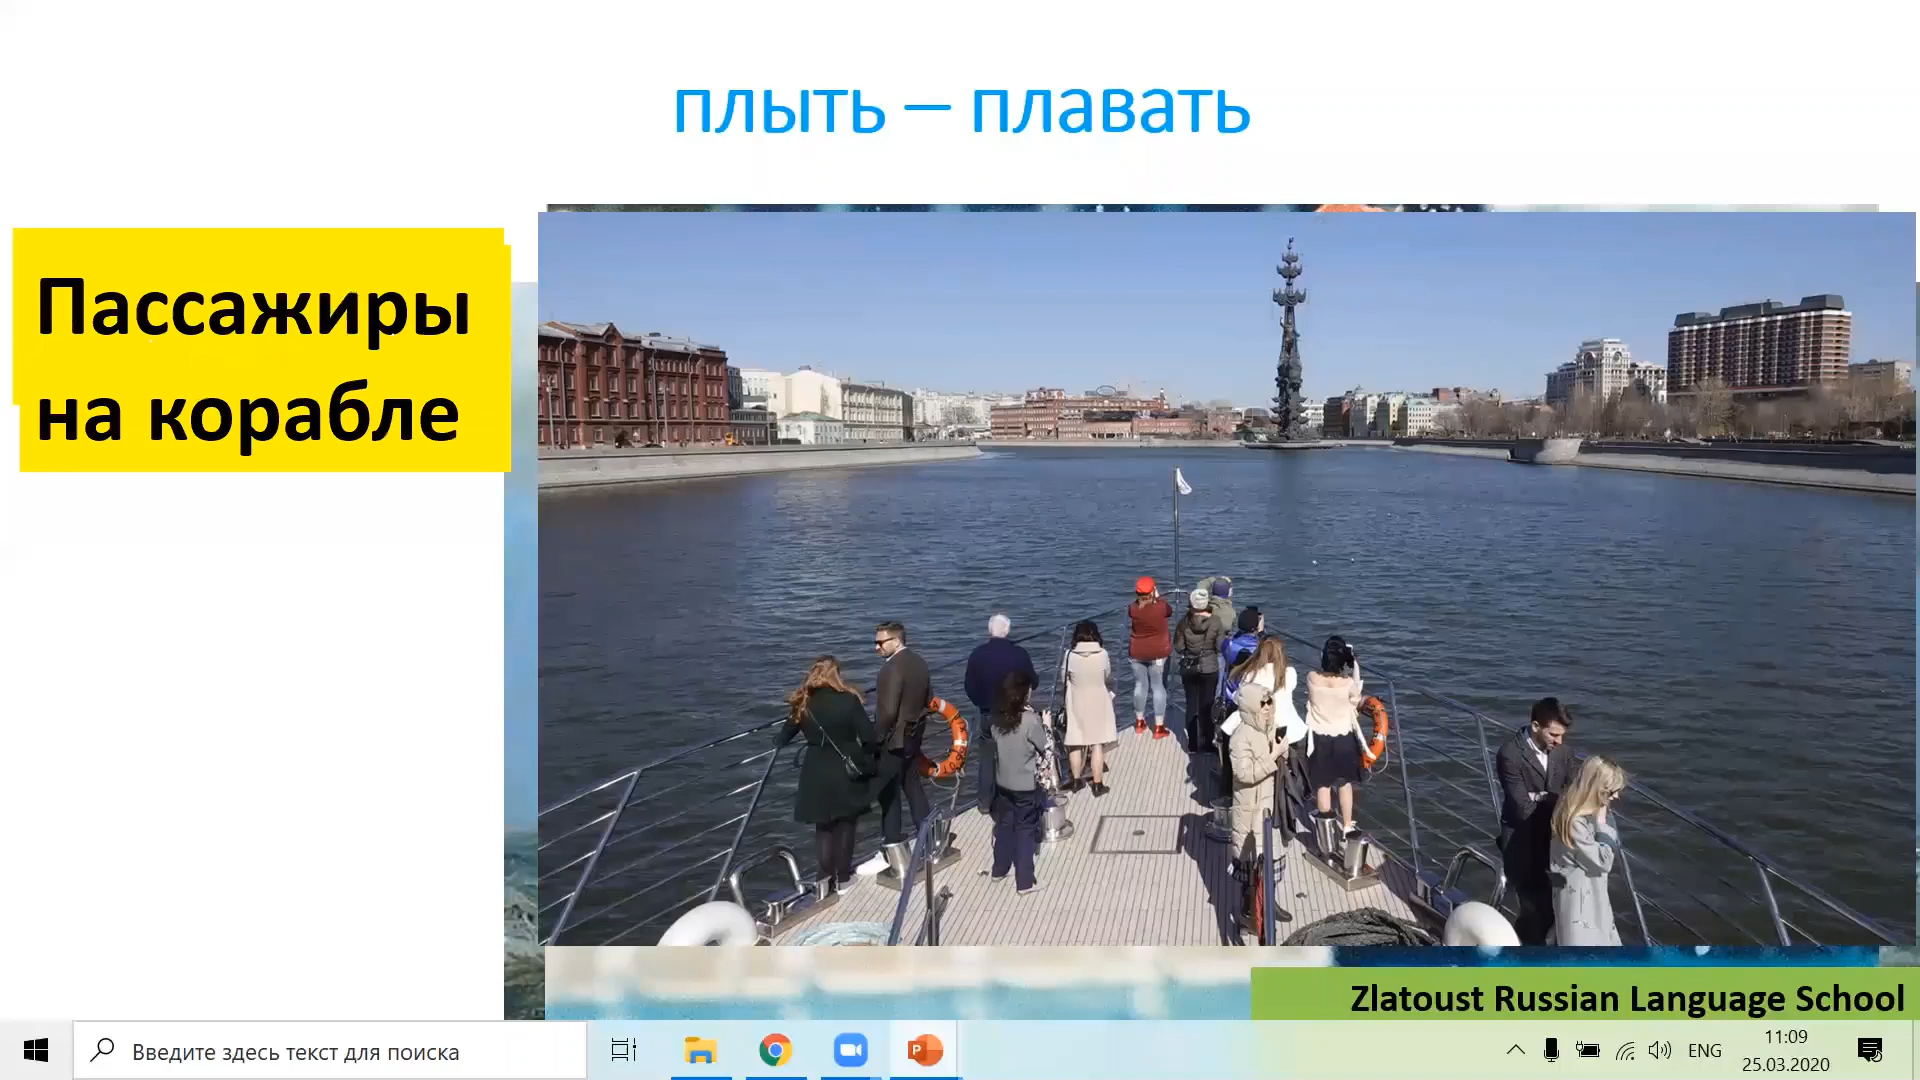 плыть – плавать
Пассажиры
на корабле
Zlatoust Russian Language School
Введите здесь текст для поиска
ENG
11:09
25.03.2020